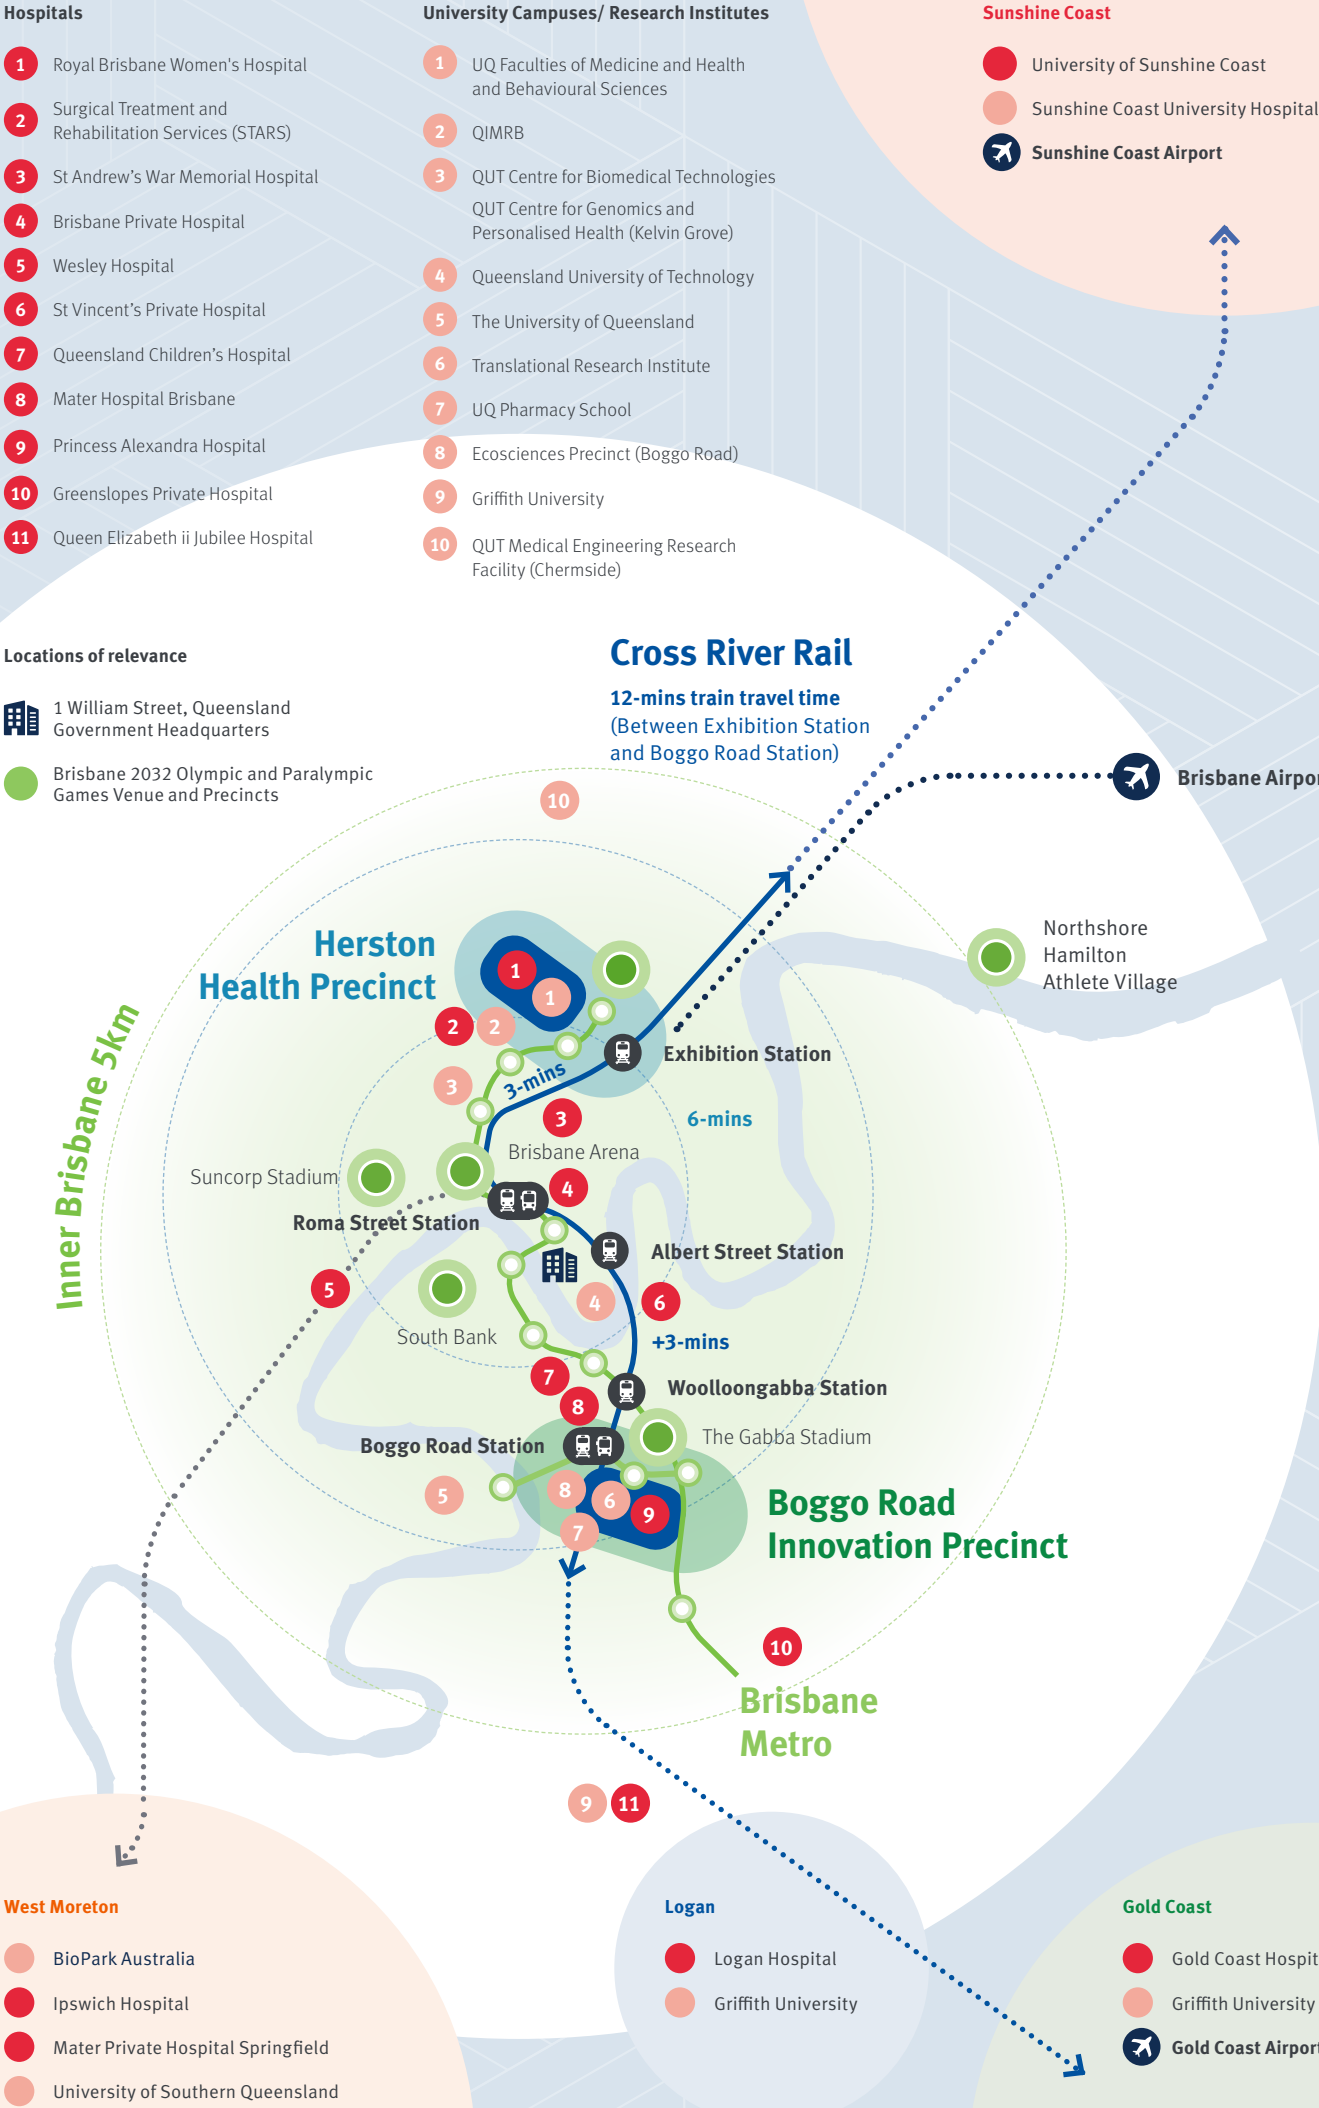 Hospitals
1 Royal Brisbane Women's Hospital
2 Surgical Treatment and
Rehabilitation Services (STARS)
3 St Andrew's War Memorial Hospital
4 Brisbane Private Hospital
5 Wesley Hospital
6 St Vincent's Private Hospital
7 Queensland Children's Hospital
8 Mater Hospital Brisbane
9 Princess Alexandra Hospital
10 Greenslopes Private Hospital
11 Queen Elizabeth ii Jubilee Hospital
University Campuses/ Research Institutes
1 UQ Faculties of Medicine and Health
and Behavioural Sciences
2 QIMRB
3 QUT Centre for Biomedical Technologies
QUT Centre for Genomics and
Personalised Health (Kelvin Grove)
4 Queensland University of Technology
5 The University of Queensland
6 Translational Research Institute
7 UQ Pharmacy School
8 Ecosciences Precinct (Boggo Road)
9 Griffith University
10 QUT Medical Engineering Research
Facility (Chermside)
Sunshine Coast
University of Sunshine Coast
Sunshine Coast University Hospital
Sunshine Coast Airport
Locations of relevance
1 William Street, Queensland
Government Headquarters
Brisbane 2032 Olympic and Paralympic
Games Venue and Precincts
Cross River Rail
12-mins train travel time
(Between Exhibition Station
and Boggo Road Station)
Brisbane Airpor
10
Northshore
Hamilton
Athlete Village
Herston
Health Precinct
1
1
2
2
Inner Brisbane 5km
Exhibition Station
3-mins
3
3
6-mins
Brisbane Arena
Suncorp Stadium
4
Roma Street Station
Albert Street Station
5
4
6
South Bank
+3-mins
7
Woolloongabba Station
8
The Gabba Stadium
Boggo Road Station
5
8
6
9
7
Boggo Road
Innovation Precinct
10
Brisbane
Metro
9
11
West Moreton
BioPark Australia
Ipswich Hospital
Mater Private Hospital Springfield
University of Southern Queensland
Logan
Logan Hospital
Griffith University
Gold Coast
Gold Coast Hospit
Griffith University
Gold Coast Airport